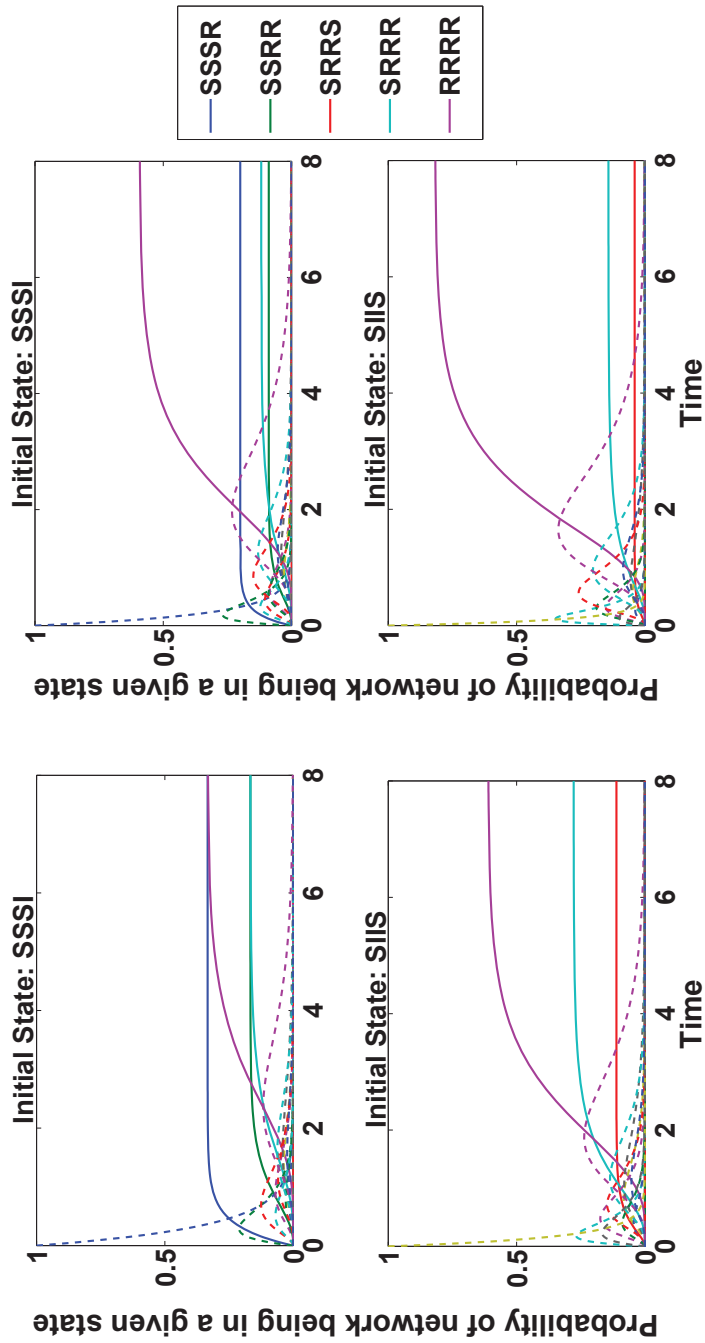 Initial State: SSSI
1
0.5
0
0
2
4
6
8
Initial State: SIIS
1
0.5
0
0
2
4
6
8
Time
Probability of network being in a given state
Initial State: SSSI
1
0.5
0
0
2
4
6
8
Initial State: SIIS
1
0.5
0
0
2
4
6
8
Time
Probability of network being in a given state
SSSR
SSRR
SRRS
SRRR
RRRR